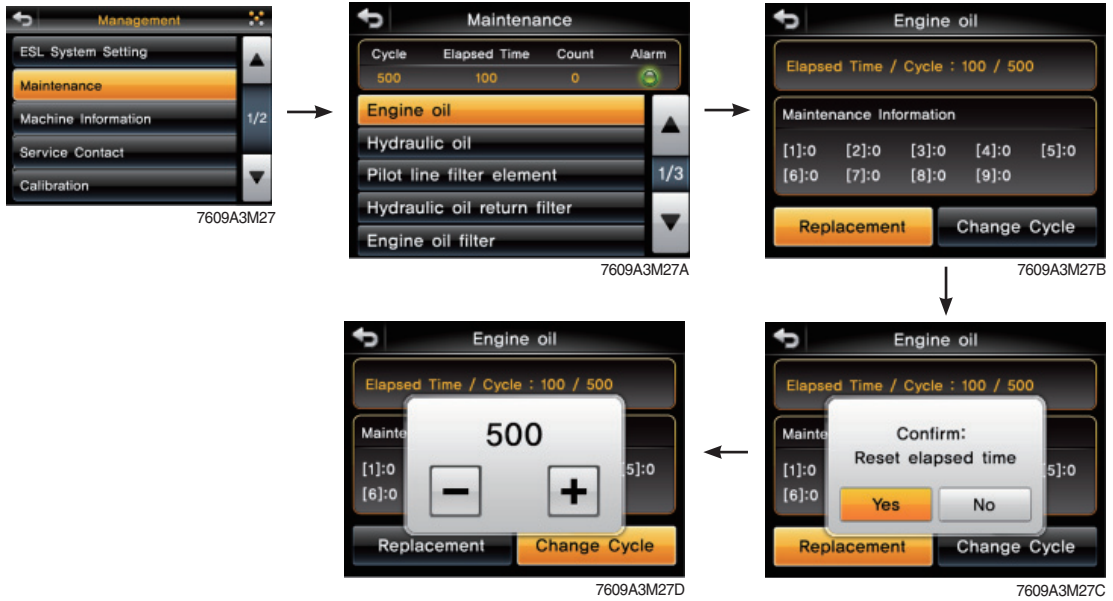 Management
ESL System Setting
Maintenance
Machine Information
Service Contact
Calibration
1/2
7609A3M27
Maintenance
Cycle Elapsed Time Count Alarm
500 100 0
Engine oil
Hydraulic oil
Pilot line filter element
Hydraulic oil return filter
Engine oil filter
1/3
7609A3M27A
Engine oil
Elapsed Time / Cycle : 100 / 500
Maintenance Information
[1]:0 [2]:0 [3]:0 [4]:0 [5]:0
[6]:0 [7]:0 [8]:0 [9]:0
Replacement Change Cycle
7609A3M27B
Engine oil
Elapsed Time / Cycle : 100 / 500
Mainte
500
[1]:0 5]:0
[6]:0
− +
Replacement Change Cycle
7609A3M27D
Engine oil
Elapsed Time / Cycle : 100 / 500
Mainte
Confirm:
Reset elapsed time
[1]:0 5]:0
[6]:0
Yes No
Replacement Change Cycle
7609A3M27C